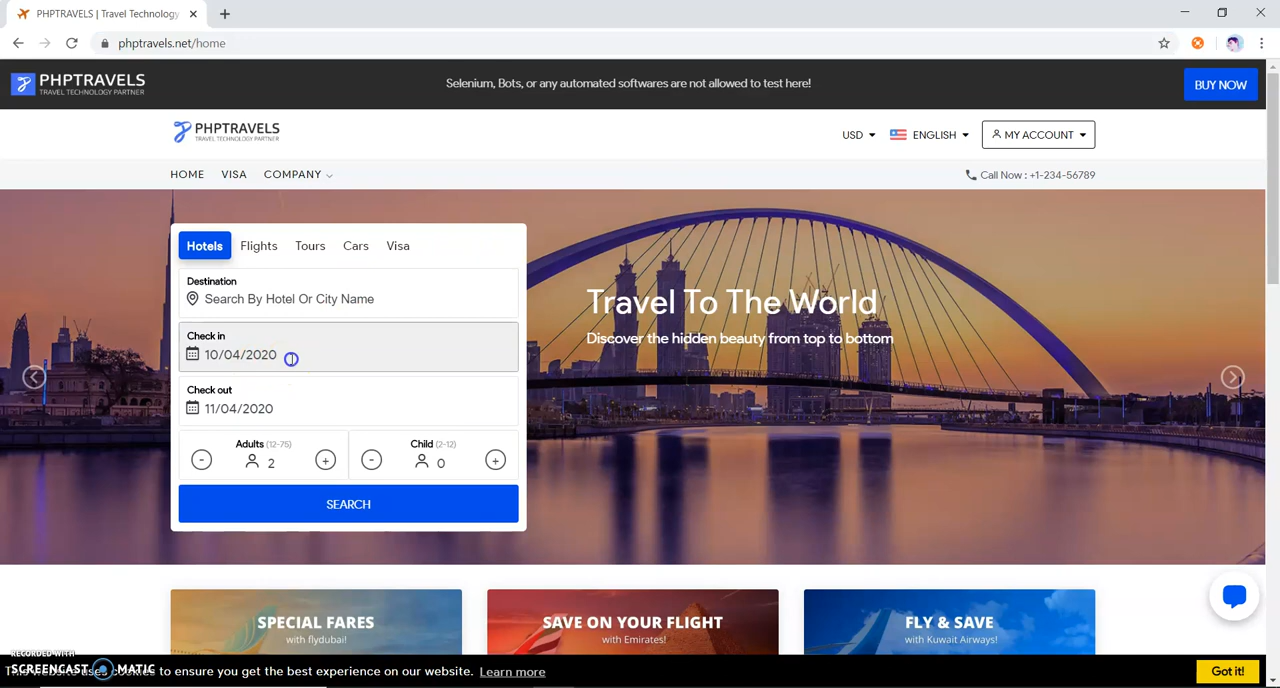 PHPTRAVELS | Travel Technology
phptravels.net/home
PHPTRAVELS
TRAVEL TECHNOLOGY PARTNER
Selenium, Bots, or any automated softwares are not allowed to test here!
BUY NOW
PHPTRAVELS
TRAVEL TECHNOLOGY PARTNER
USD
ENGLISH
MY ACCOUNT
HOME VISA COMPANY
Call Now : +1-234-56789
Hotels Flights Tours Cars Visa
Destination
Search By Hotel Or City Name
Check in
10/04/2020
Check out
11/04/2020
Adults (12-75)
- 2 +
Child (2-12)
- 0 +
SEARCH
Travel To The World
Discover the hidden beauty from top to bottom
SPECIAL FARES
with flydubai!
SAVE ON YOUR FLIGHT
with Emirates!
FLY & SAVE
with Kuwait Airways!
RECORDED WITH
SCREENCAST MATIC
This website uses cookies to ensure you get the best experience on our website. Learn more
Got it!